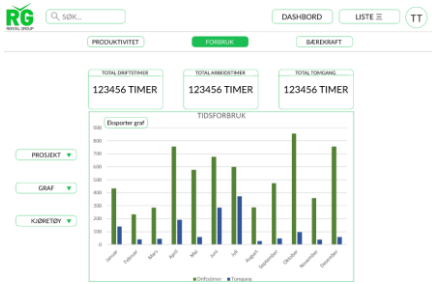 RG
RENTAL GROUP
SØK...
DASHBORD
LISTE
TT
PRODUKTIVITET
FORBRUK
BÆREKRAFT
TOTAL DRIFTSTIMER
TOTAL ARBEIDSTIMER
TOTAL TOMGANG
123456 TIMER
123456 TIMER
123456 TIMER
TIDSFORBRUK
Eksporter graf
900
800
700
600
500
400
300
200
100
0
PROSJEKT
GRAF
KJØRETØY
Januar
Februar
Mars
April
Mai
Juni
Juli
August
September
Oktober
November
Desember
Driftstimer
Tomgang